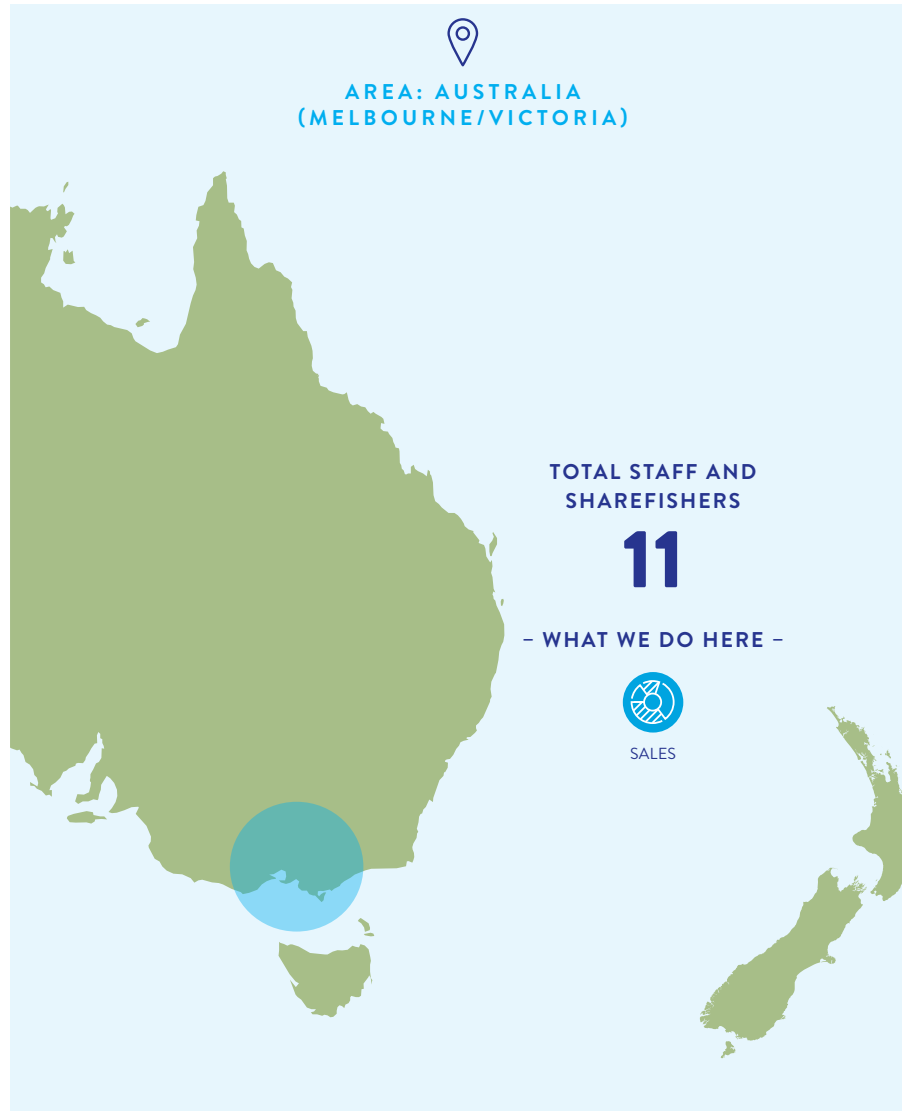 AREA: AUSTRALIA
(MELBOURNE/VICTORIA)
TOTAL STAFF AND
SHAREFISHERS
11
– WHAT WE DO HERE –
SALES